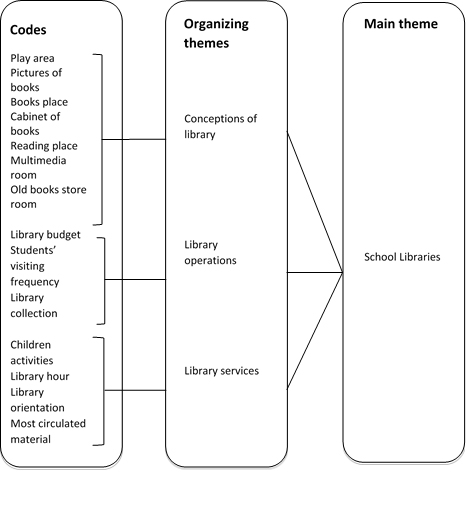 Codes
Play area
Pictures of
books
Books place
Cabinet of
books
Reading place
Multimedia
room
Old books store
room
Library budget
Students’
visiting
frequency
Library
collection
Children
activities
Library hour
Library
orientation
Most circulated
material
Organizing
themes
Conceptions of
library
Library
operations
Library services
Main theme
School Libraries